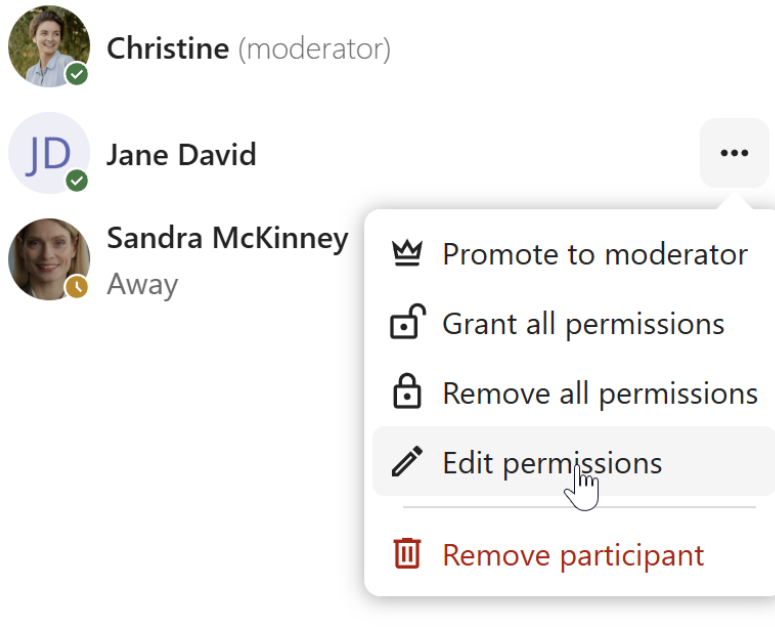 Christine (moderator)
JD
Jane David
Sandra McKinney
Away
Promote to moderator
Grant all permissions
Remove all permissions
Edit permissions
Remove participant